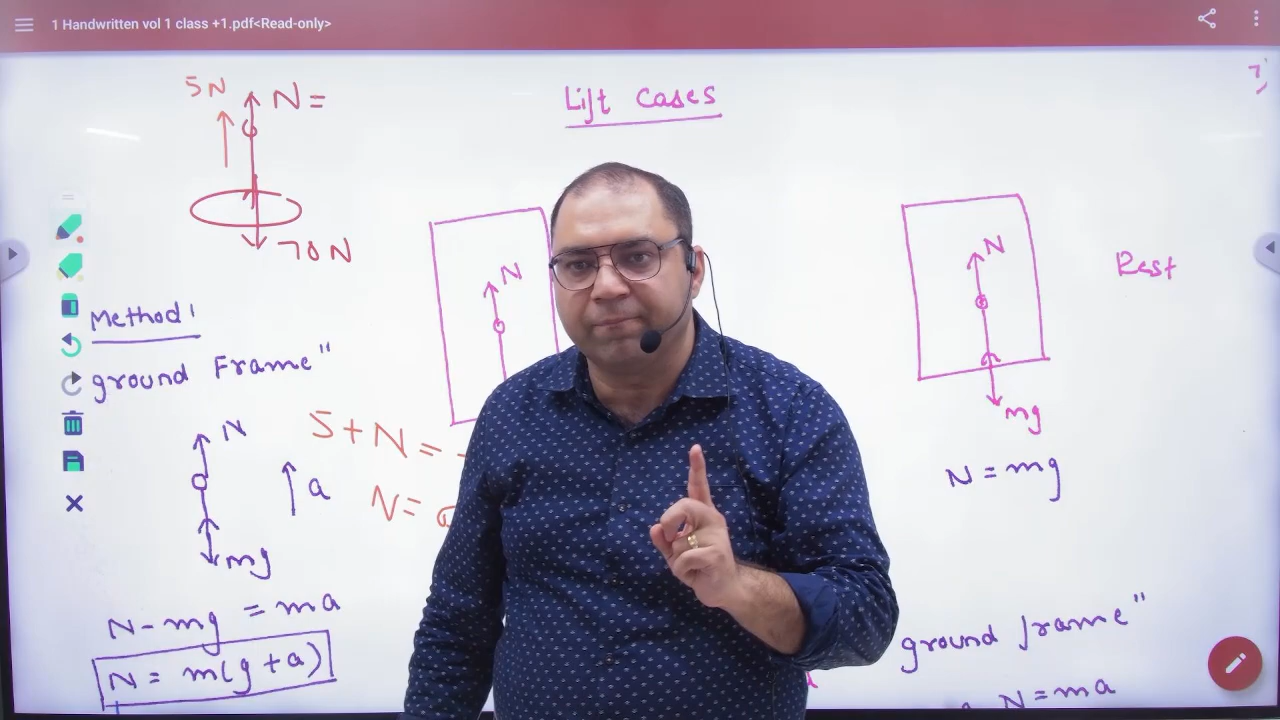 1 Handwritten vol 1 class +1.pdf<Read-only>
Lift Cases
5N
N =
70 N
Method 1
ground Frame"
N
a
mg
N - mg = ma
N = m(g + a)
5 + N =
N =
N
N
mg
Rest
N = mg
ground frame"
N = ma